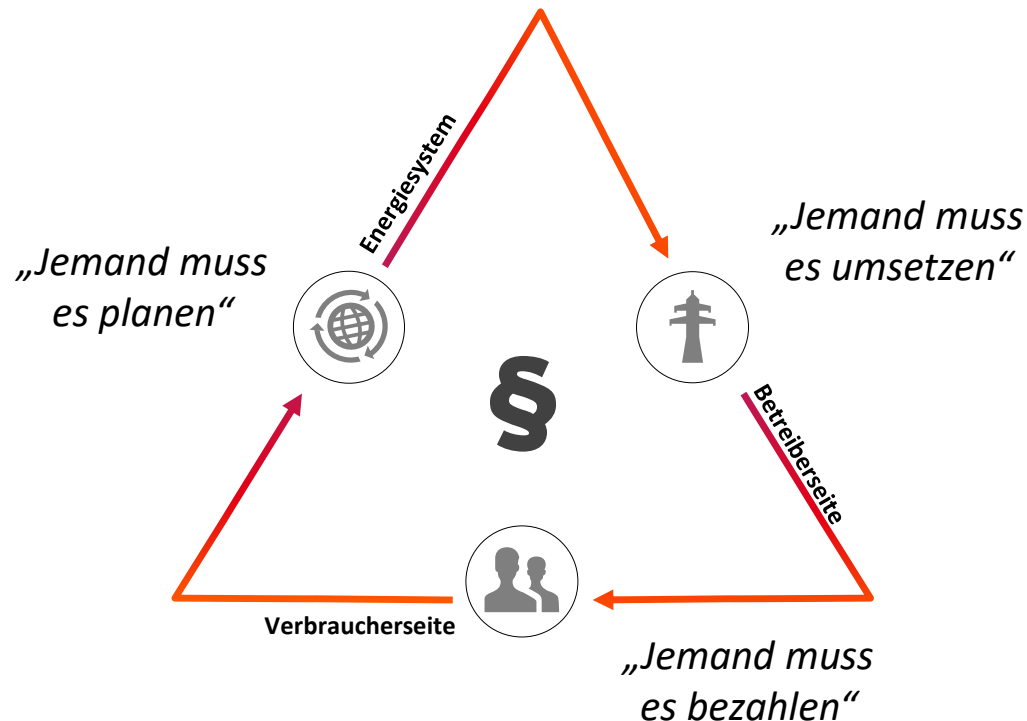 Energiesystem
„Jemand muss
es planen“
„Jemand muss
es umsetzen“
§
Betreiberseite
Verbraucherseite
„Jemand muss
es bezahlen“